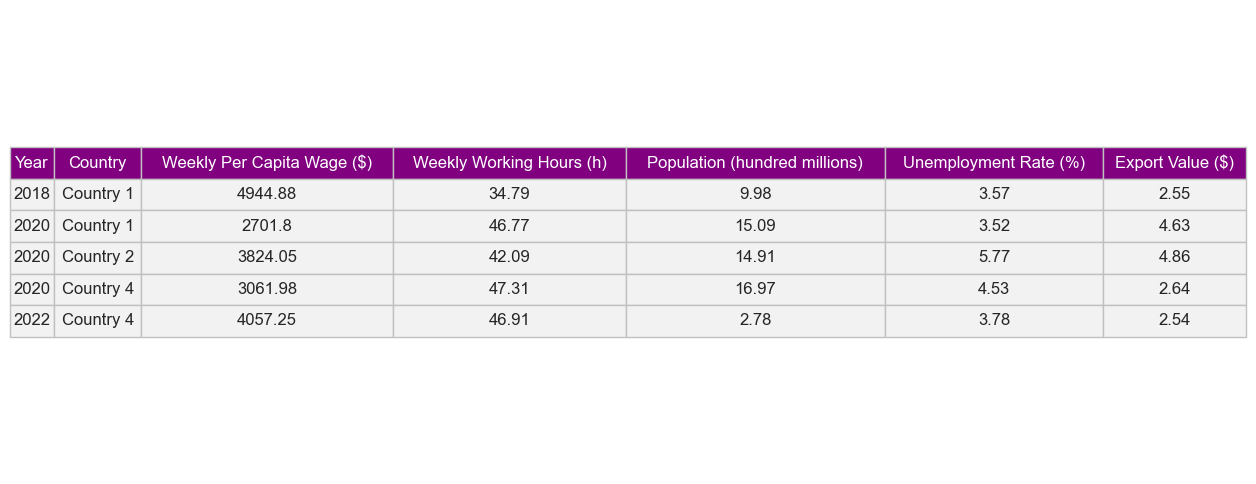 Year Country Weekly Per Capita Wage ($) Weekly Working Hours (h) Population (hundred millions) Unemployment Rate (%) Export Value ($)
2018 Country 1 4944.88 34.79 9.98 3.57 2.55
2020 Country 1 2701.8 46.77 15.09 3.52 4.63
2020 Country 2 3824.05 42.09 14.91 5.77 4.86
2020 Country 4 3061.98 47.31 16.97 4.53 2.64
2022 Country 4 4057.25 46.91 2.78 3.78 2.54